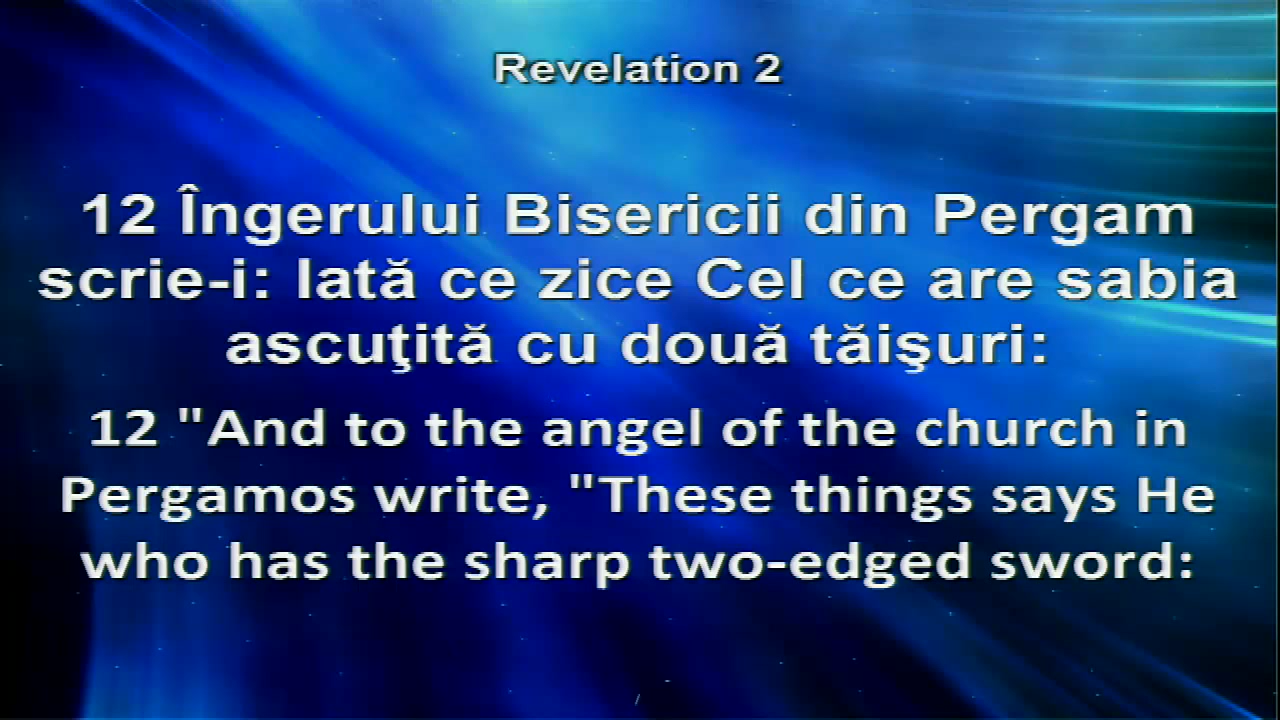 Revelation 2
12 Îngerului Bisericii din Pergam
scrie-i: Iată ce zice Cel ce are sabia
ascuţită cu două tăişuri:
12 "And to the angel of the church in
Pergamos write, "These things says He
who has the sharp two-edged sword: